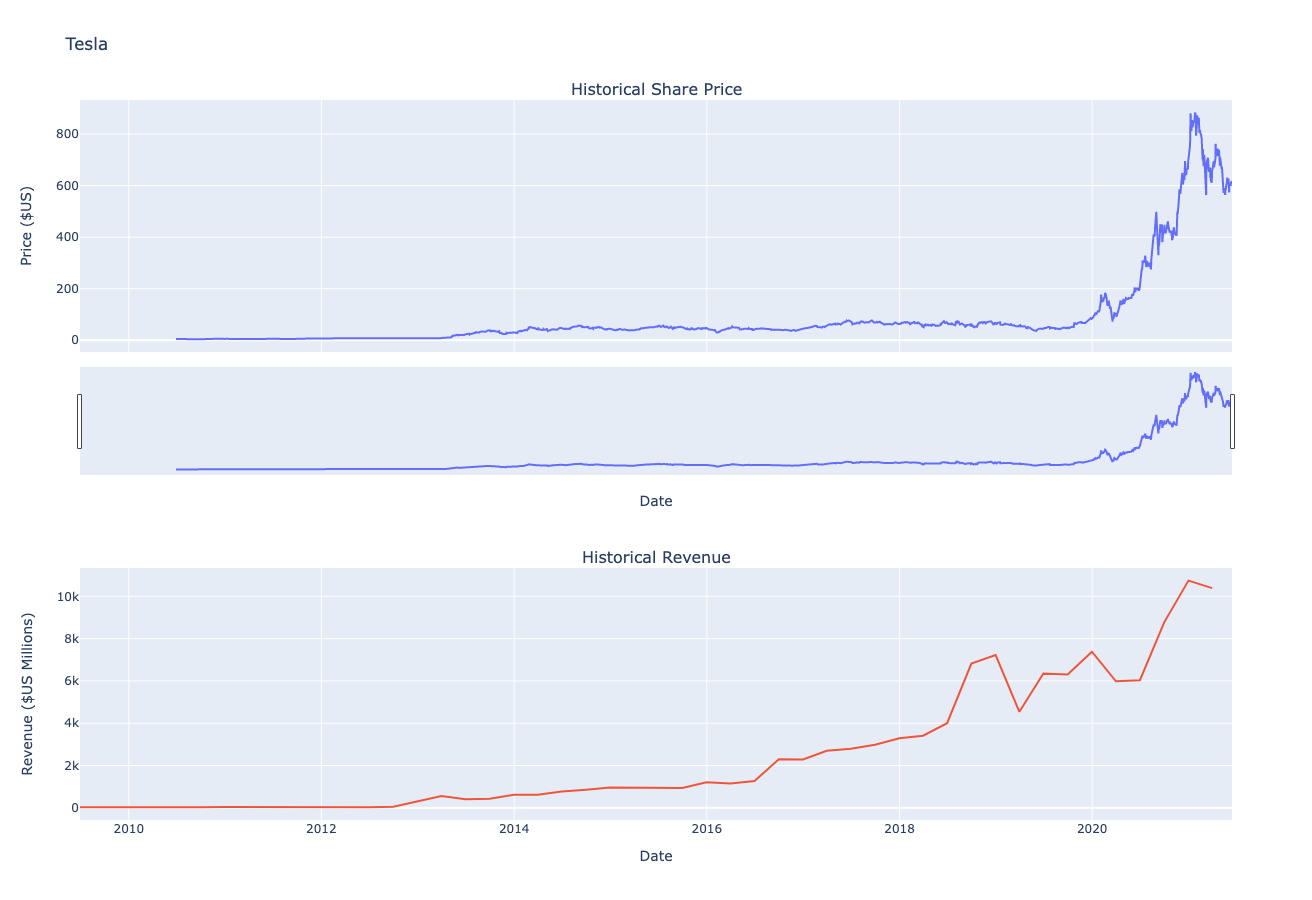 Tesla
Historical Share Price
Price ($US)
800
600
400
200
0
Date
Historical Revenue
Revenue ($US Millions)
10k
8k
6k
4k
2k
0
2010 2012 2014 2016 2018 2020
Date